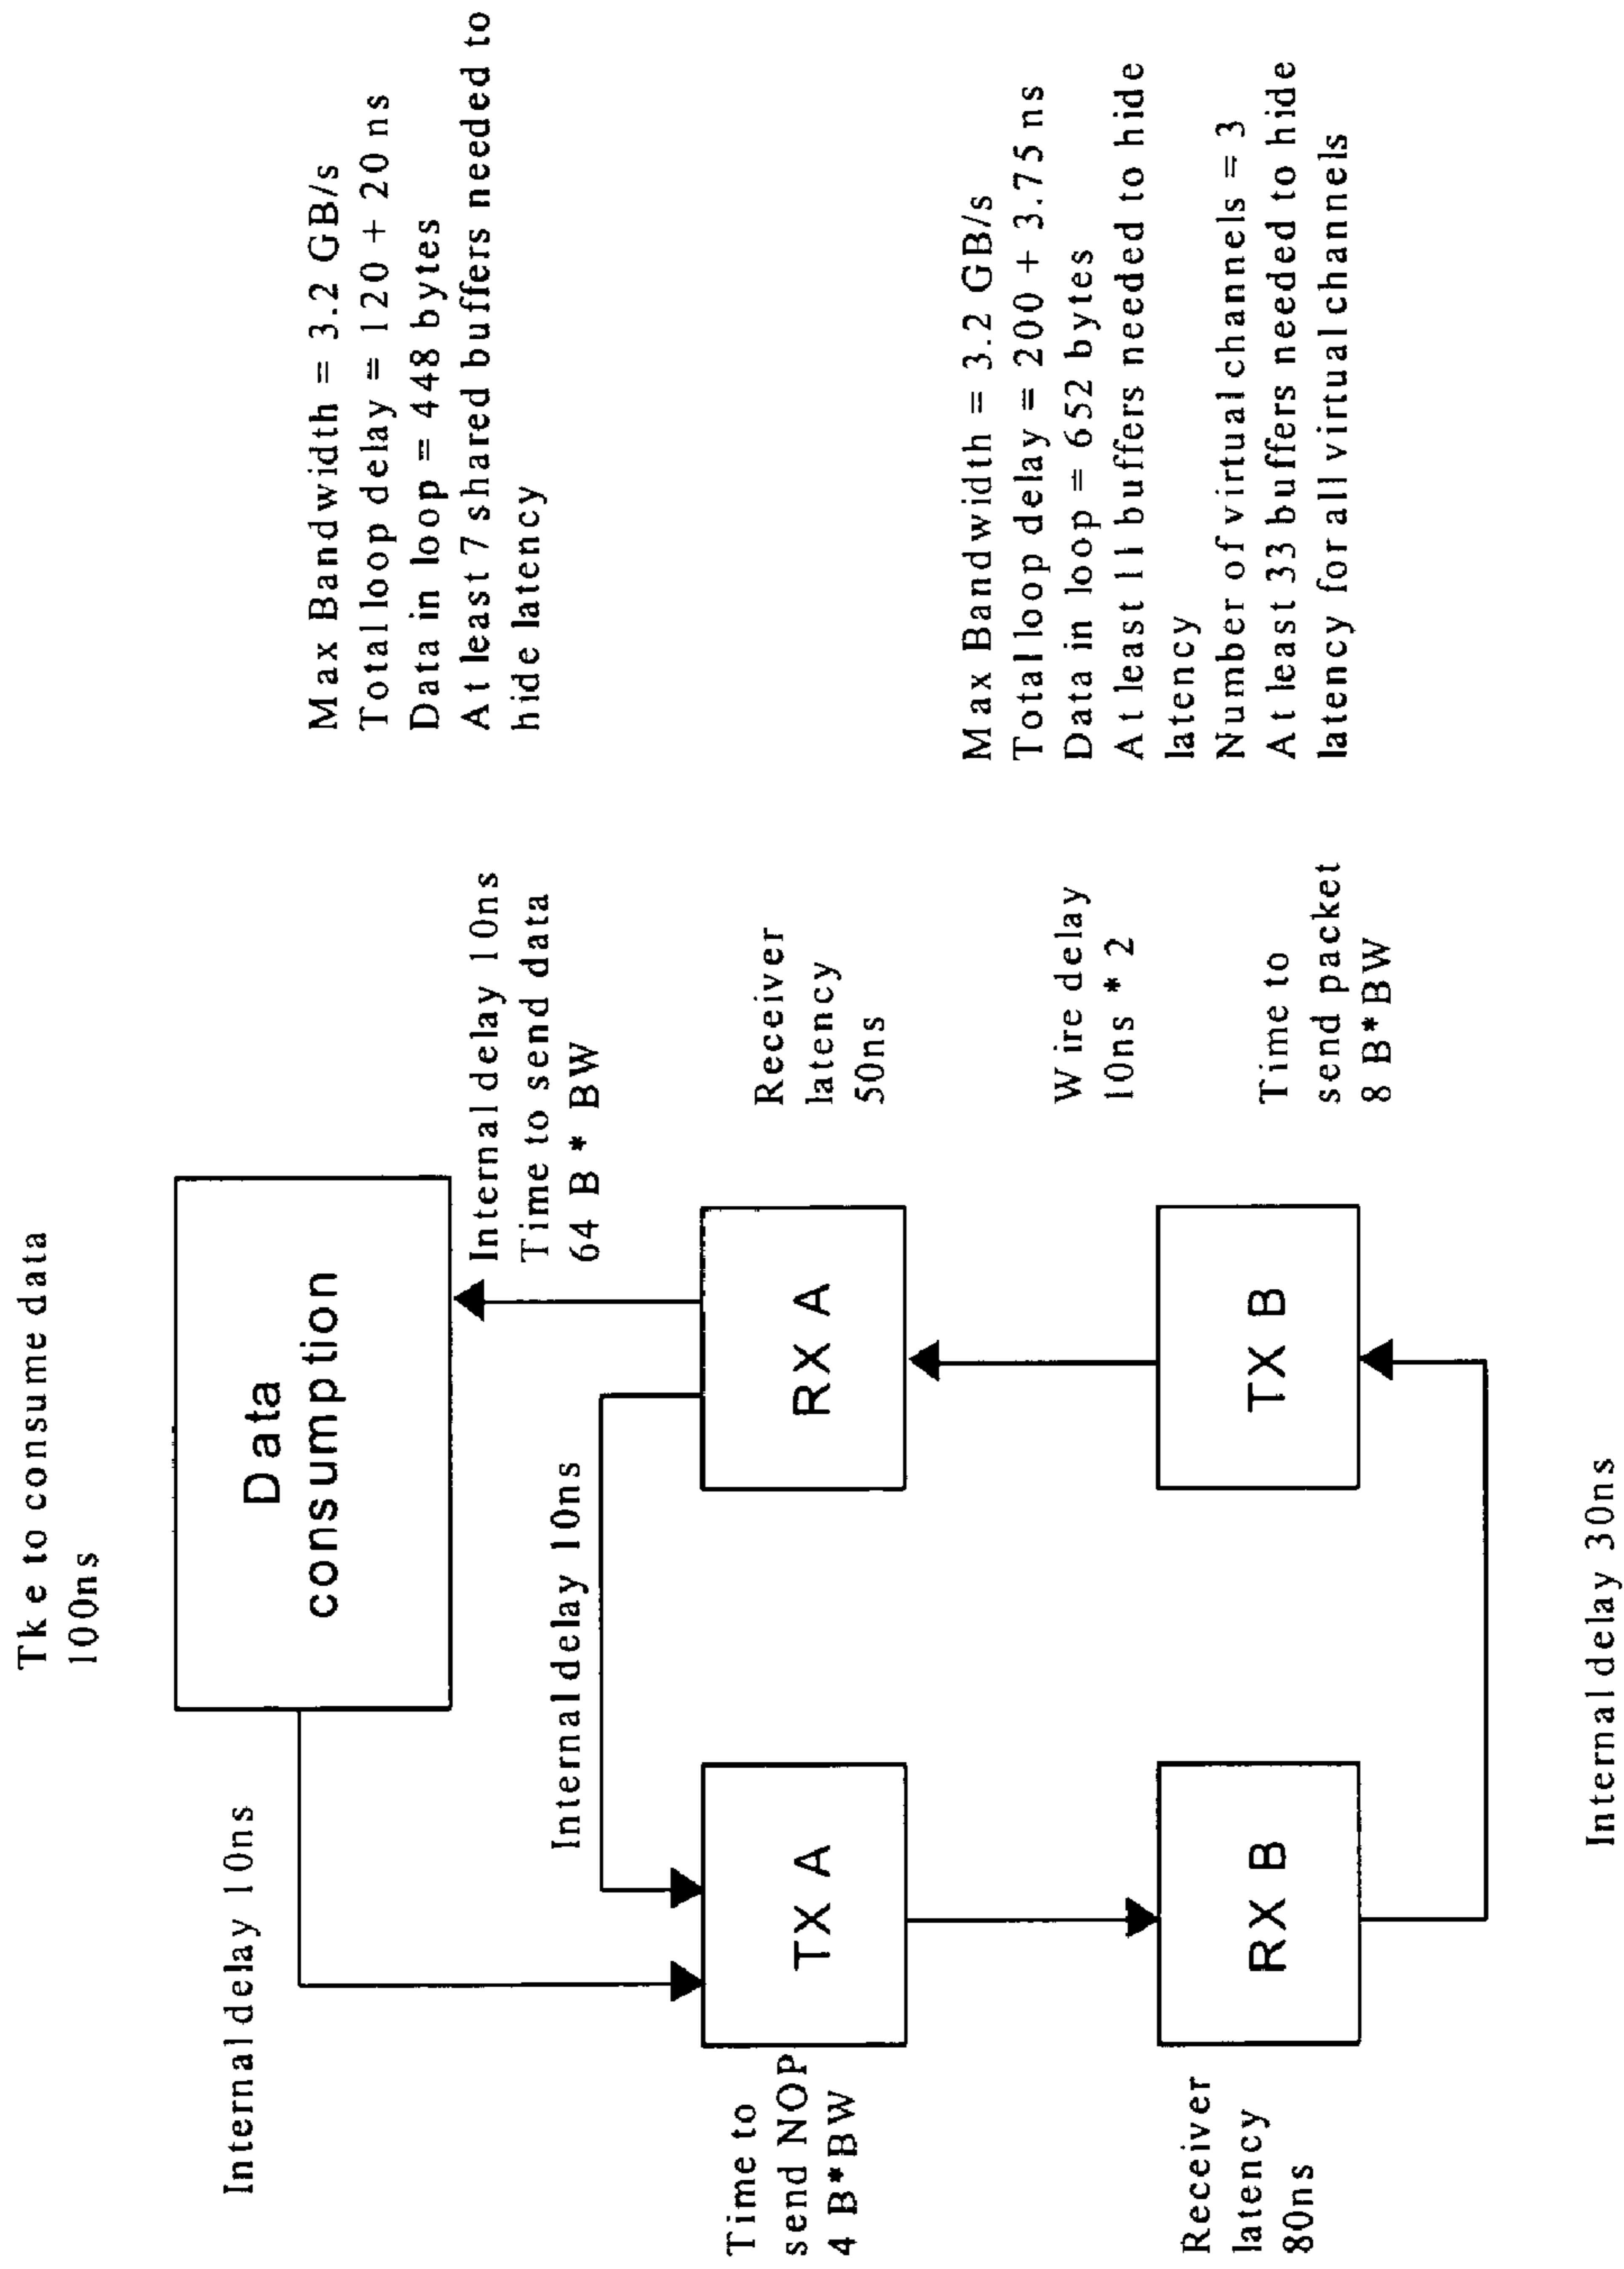 Tke to consume data
100ns
Internal delay 10ns
Data
consumption
Max Bandwidth = 3.2 GB/s
Total loop delay = 120 + 20 ns
Data in loop = 448 bytes
At least 7 shared buffers needed to
hide latency
Internal delay 10ns
Time to send data
64 B * BW
Internal delay 10ns
Time to
send NOP
4 B*BW
TX A
RX A
Receiver
latency
50ns
Max Bandwidth = 3.2 GB/s
Total loop delay = 200 + 3.75 ns
Data in loop = 652 bytes
At least 11 buffers needed to hide
latency
Number of virtual channels = 3
At least 33 buffers needed to hide
latency for all virtual channels
Wire delay
10ns * 2
Receiver
latency
80ns
RX B
TX B
Time to
send packet
8 B*BW
Internal delay 30ns